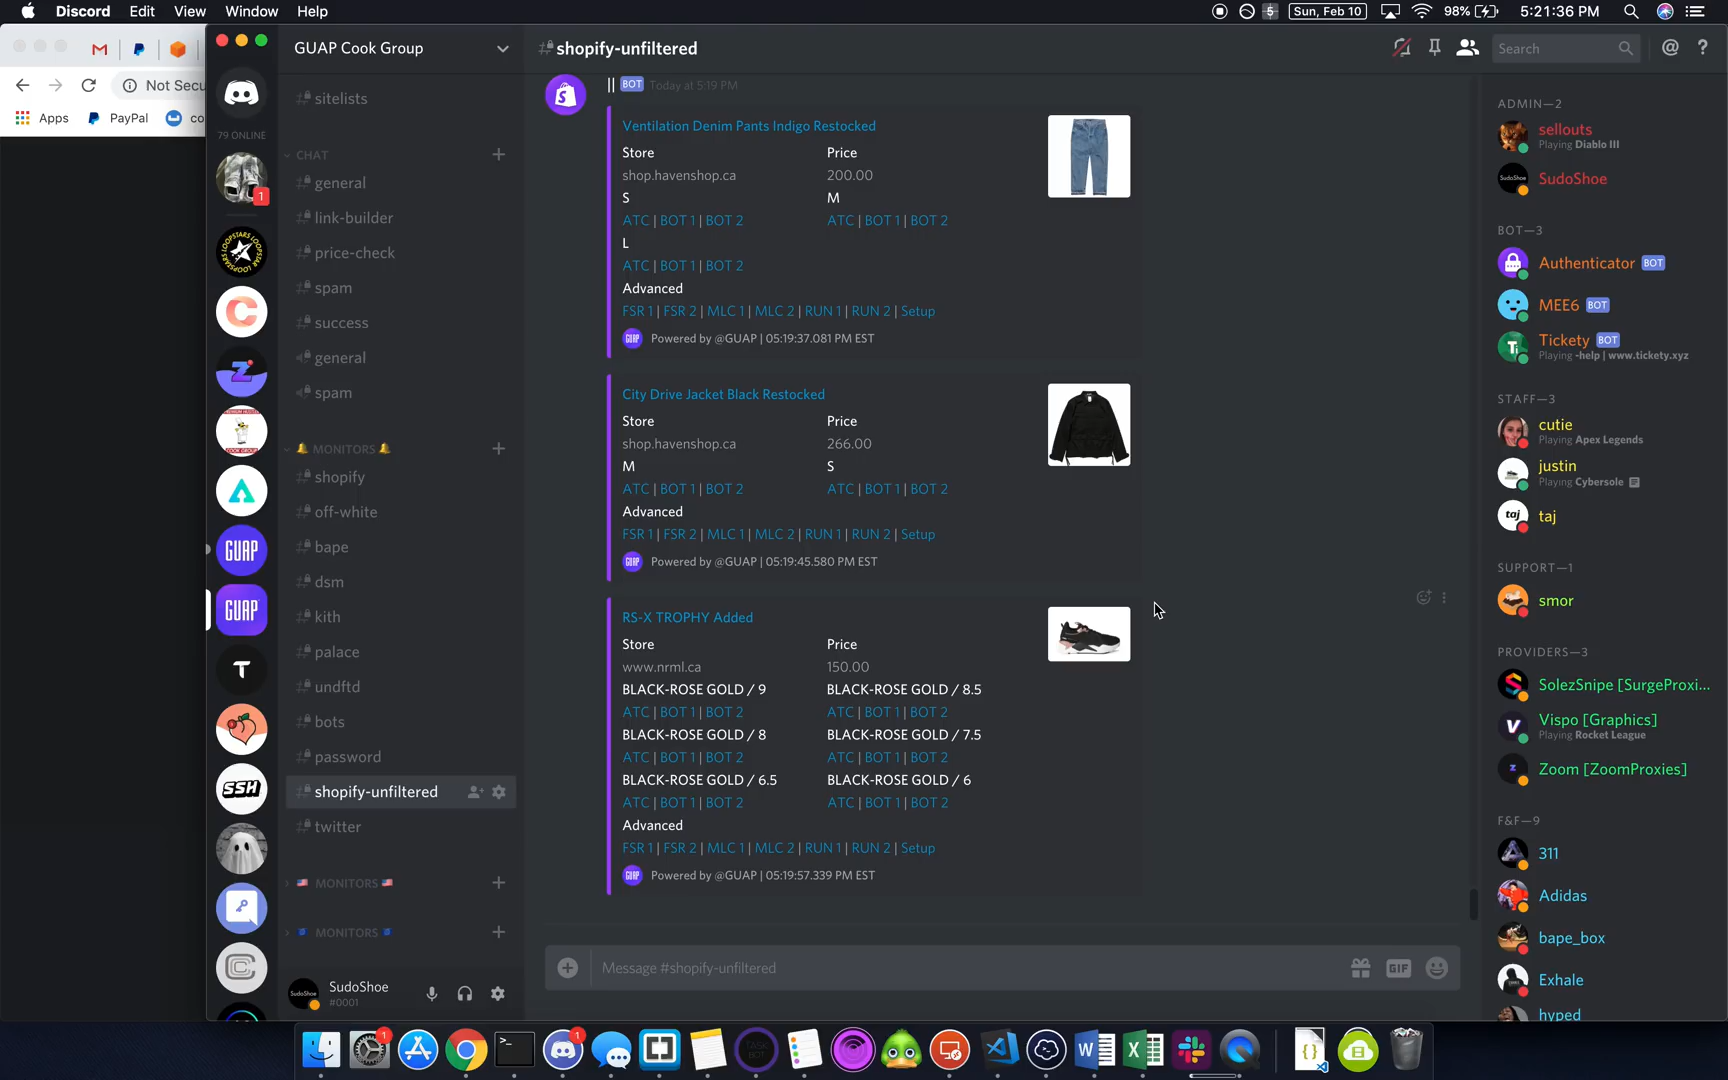 Discord Edit View Window Help
5 Sun, Feb 10 98% 5:21:36 PM
Not Secu
Apps PayPal co
79 ONLINE
1
LOOPSTARS LOOPSTARS
GUAP
GUAP
T
SSH
GUAP Cook Group
sitelists
CHAT
general
link-builder
price-check
spam
success
general
spam
MONITORS
shopify
off-white
bape
dsm
kith
palace
undftd
bots
password
shopify-unfiltered
twitter
MONITORS
MONITORS
SudoShoe
#0001
shopify-unfiltered
Search
BOT Today at 5:19 PM
Ventilation Denim Pants Indigo Restocked
Store Price
shop.havenshop.ca 200.00
S M
ATC | BOT 1 | BOT 2 ATC | BOT 1 | BOT 2
L
ATC | BOT 1 | BOT 2
Advanced
FSR 1 | FSR 2 | MLC 1 | MLC 2 | RUN 1 | RUN 2 | Setup
GUAP Powered by @GUAP | 05:19:37.081 PM EST
City Drive Jacket Black Restocked
Store Price
shop.havenshop.ca 266.00
M S
ATC | BOT 1 | BOT 2 ATC | BOT 1 | BOT 2
Advanced
FSR 1 | FSR 2 | MLC 1 | MLC 2 | RUN 1 | RUN 2 | Setup
GUAP Powered by @GUAP | 05:19:45.580 PM EST
RS-X TROPHY Added
Store Price
www.nrml.ca 150.00
BLACK-ROSE GOLD / 9 BLACK-ROSE GOLD / 8.5
ATC | BOT 1 | BOT 2 ATC | BOT 1 | BOT 2
BLACK-ROSE GOLD / 8 BLACK-ROSE GOLD / 7.5
ATC | BOT 1 | BOT 2 ATC | BOT 1 | BOT 2
BLACK-ROSE GOLD / 6.5 BLACK-ROSE GOLD / 6
ATC | BOT 1 | BOT 2 ATC | BOT 1 | BOT 2
Advanced
FSR 1 | FSR 2 | MLC 1 | MLC 2 | RUN 1 | RUN 2 | Setup
GUAP Powered by @GUAP | 05:19:57.339 PM EST
Message #shopify-unfiltered
GIF
ADMIN—2
sellouts
Playing Diablo III
SudoShoe
BOT—3
Authenticator BOT
MEE6 BOT
Tickety BOT
Playing -help | www.tickety.xyz
STAFF—3
cutie
Playing Apex Legends
justin
Playing Cybersole
taj
SUPPORT—1
smor
PROVIDERS—3
SolezSnipe [SurgeProxi...
Vispo [Graphics]
Playing Rocket League
Zoom [ZoomProxies]
F&F—9
311
Adidas
bape_box
Exhale
hyped